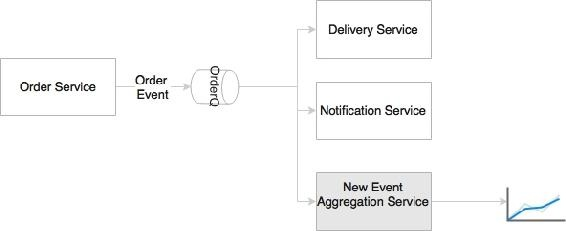 Delivery Service
Order Service
Order
Event
OrderQ
Notification Service
New Event
Aggregation Service